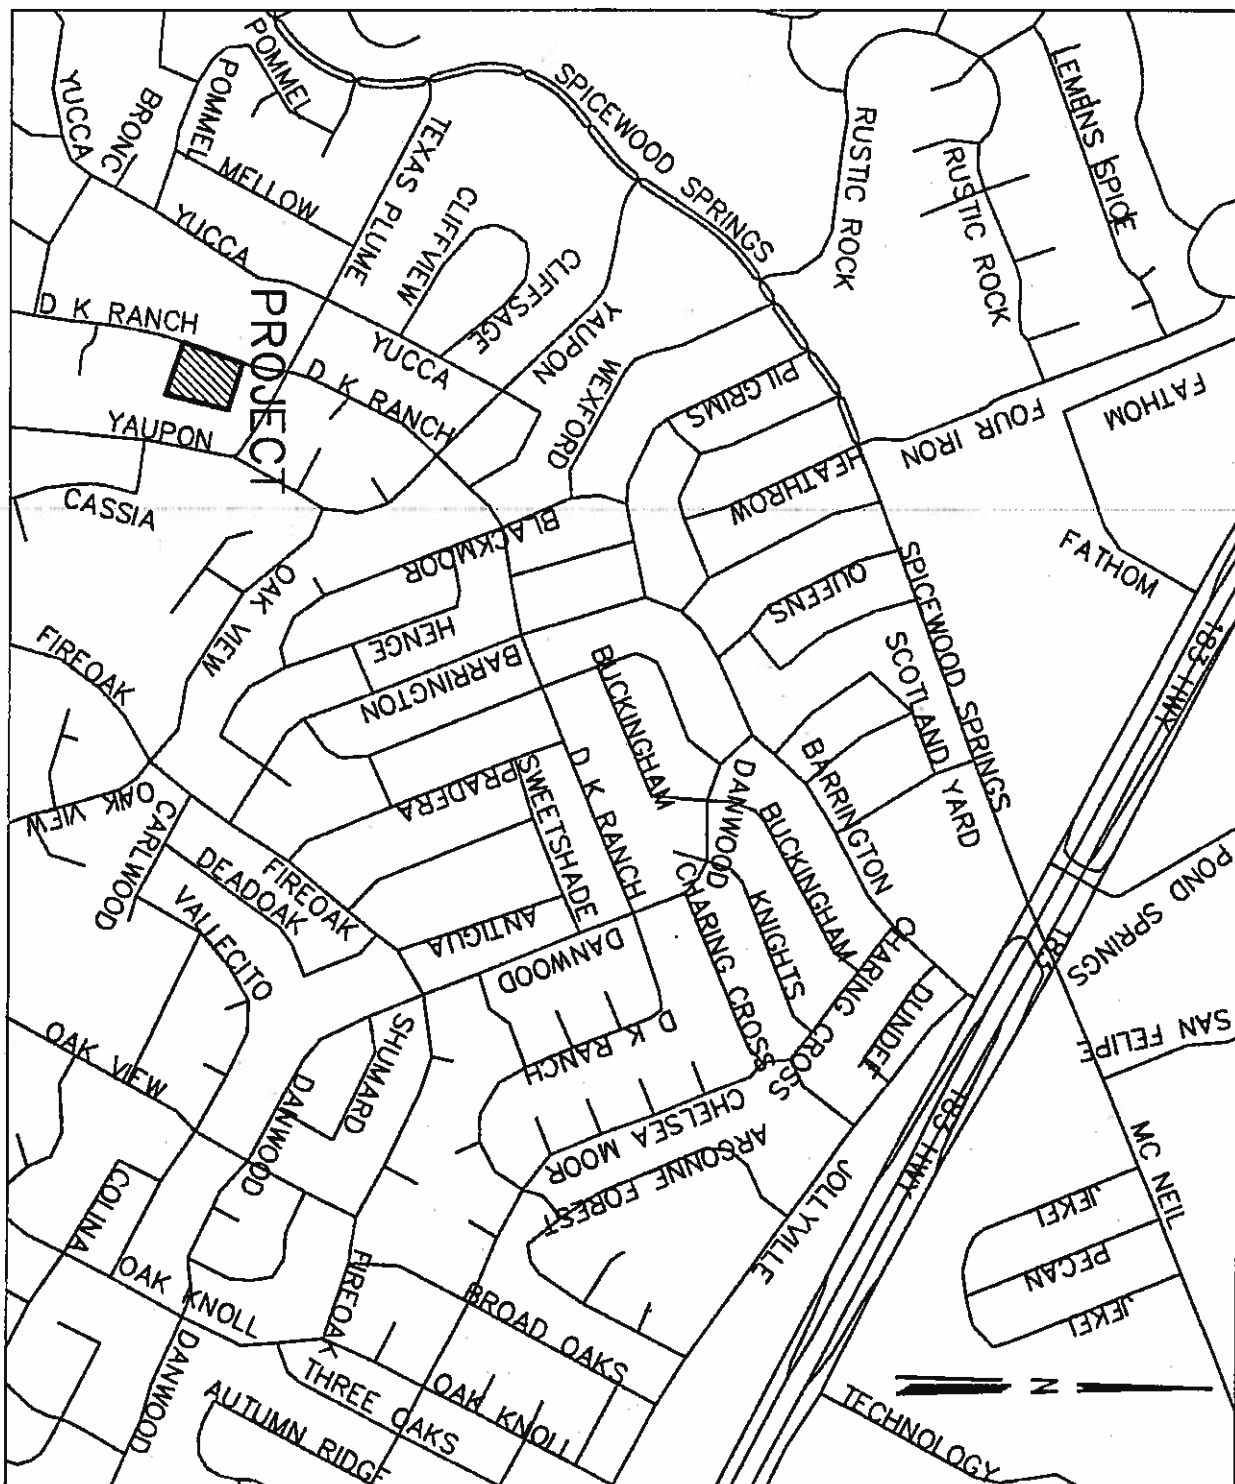 POMMEL
SPICEWOOD SPRINGS
LEMENS SPICE
YUCCA
BRONC
POMMEL
MELLOW
TEXAS PLUME
RUSTIC ROCK
RUSTIC ROCK
YUCCA
CLIFFVIEW
CLIFFSAGE
D K RANCH
PROJECT
D K RANCH
YUCCA
YAUPON
WEXFORD
PILGRIMS
FOUR IRON
FATHOM
YAUPON
HEATHROW
CASSIA
BLACKMOOR
FATHOM
OAK VIEW
QUEENS
SPICEWOOD SPRINGS
183 HWY
FIREOAK
HENGE
BARRINGTON
BUCKINGHAM
SCOTLAND YARD
OAK VIEW
CARLWOOD
PRADERA
SWEETSHADE
D K RANCH
DANWOOD
BARRINGTON
BUCKINGHAM
DEADOAK
FIREOAK
VALLECITO
ANTIGUA
DANWOOD
CHARING CROSS
KNIGHTS
CHARING CROSS
DUNDEE
183
POND SPRINGS
SAN FELIPE
OAK VIEW
DANWOOD
SHUMARD
D K RANCH
CHELSEA MOOR
ARGONNE FOREST
JOLLYVILLE
183 HWY
MC NEIL
COLINA
JEKEL
PECAN
JEKEL
OAK KNOLL
FIREOAK
BROAD OAKS
DANWOOD
THREE OAKS
OAK KNOLL
AUTUMN RIDGE
N
TECHNOLOGY